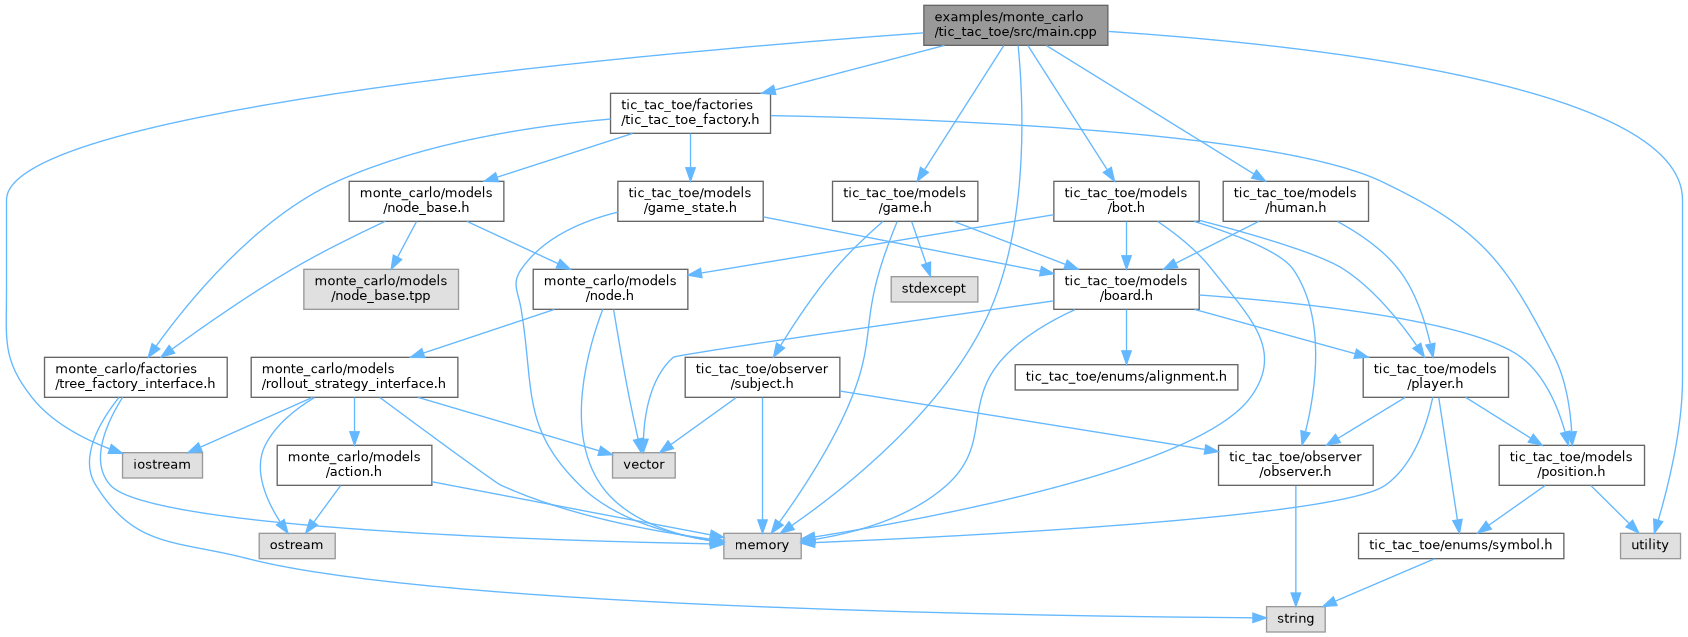 examples/monte_carlo
/tic_tac_toe/src/main.cpp
tic_tac_toe/factories
/tic_tac_toe_factory.h
monte_carlo/models
/node_base.h
tic_tac_toe/models
/game_state.h
tic_tac_toe/models
/game.h
tic_tac_toe/models
/bot.h
tic_tac_toe/models
/human.h
monte_carlo/models
/node_base.tpp
monte_carlo/models
/node.h
stdexcept
tic_tac_toe/models
/board.h
monte_carlo/factories
/tree_factory_interface.h
monte_carlo/models
/rollout_strategy_interface.h
tic_tac_toe/observer
/subject.h
tic_tac_toe/enums/alignment.h
tic_tac_toe/models
/player.h
iostream
monte_carlo/models
/action.h
vector
tic_tac_toe/observer
/observer.h
tic_tac_toe/models
/position.h
ostream
memory
tic_tac_toe/enums/symbol.h
utility
string